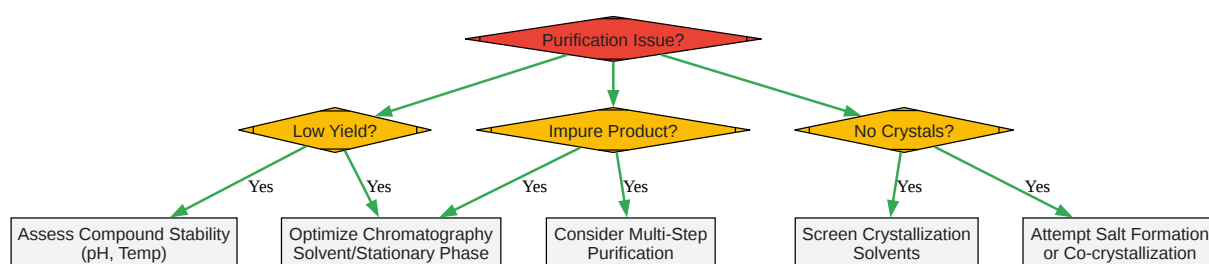 Purification Issue?
Low Yield?
Impure Product?
No Crystals?
Yes
Yes
Yes
Yes
Yes
Yes
Assess Compound Stability
(pH, Temp)
Optimize Chromatography
Solvent/Stationary Phase
Consider Multi-Step
Purification
Screen Crystallization
Solvents
Attempt Salt Formation
or Co-crystallization